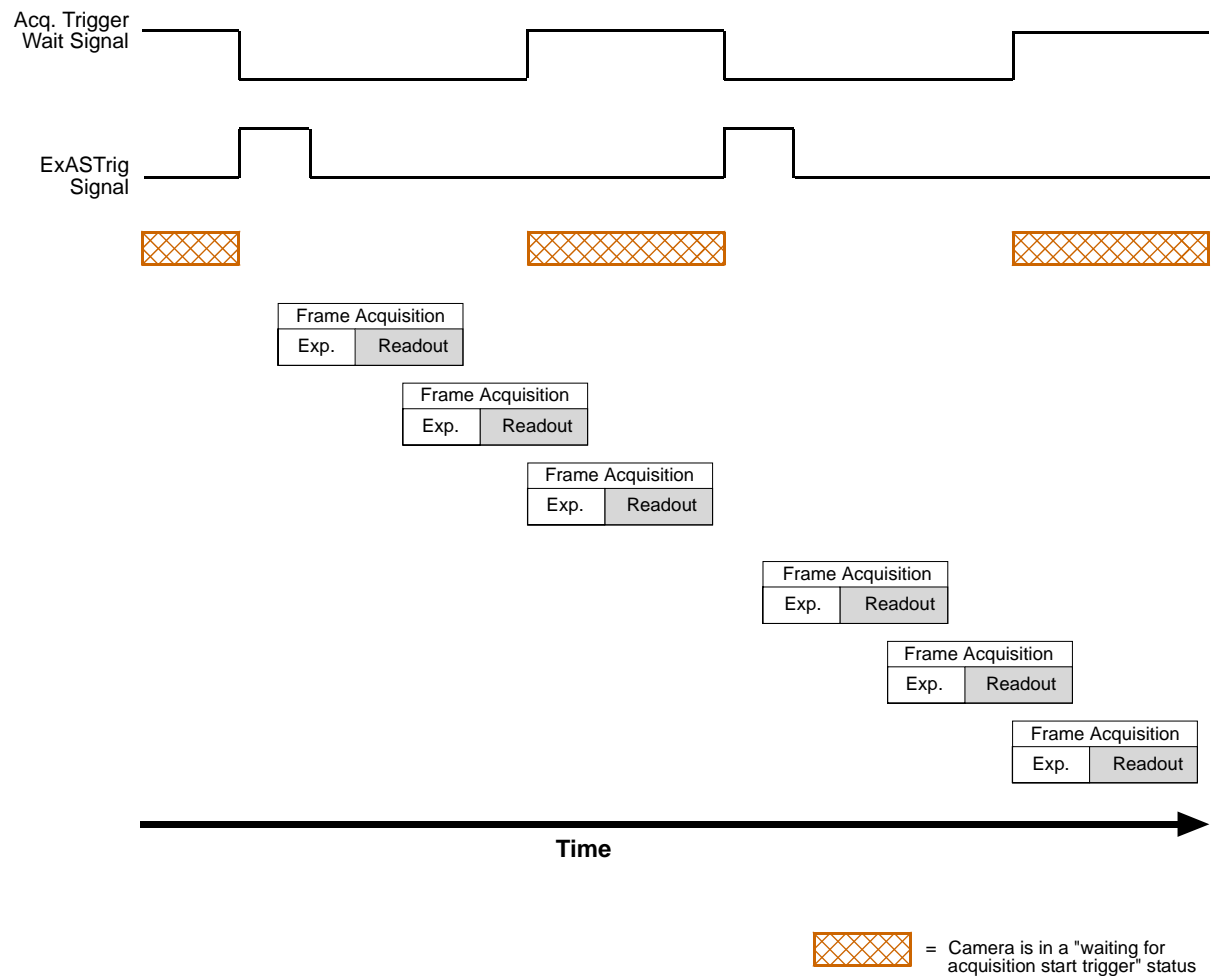 Acq. Trigger
Wait Signal
ExASTrig
Signal
Frame Acquisition
Exp. Readout
Frame Acquisition
Exp. Readout
Frame Acquisition
Exp. Readout
Frame Acquisition
Exp. Readout
Frame Acquisition
Exp. Readout
Frame Acquisition
Exp. Readout
Time
= Camera is in a "waiting for
acquisition start trigger" status